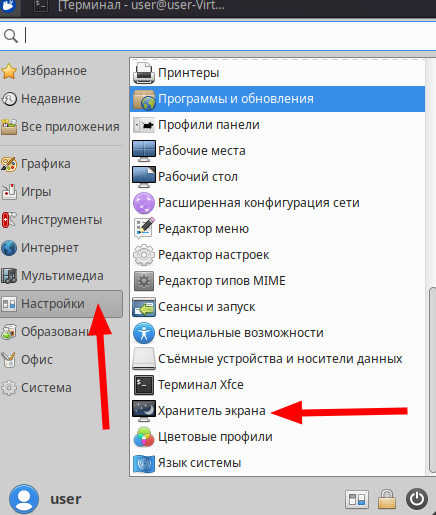 [Терминал - user@user-Virt...
Избранное
Недавние
Все приложения
Графика
Игры
Инструменты
Интернет
Мультимедиа
Настройки
Образовани
Офис
Система
Принтеры
Программы и обновления
Профили панели
Рабочие места
Рабочий стол
Расширенная конфигурация сети
Редактор меню
Редактор настроек
Редактор типов MIME
Сеансы и запуск
Специальные возможности
Съёмные устройства и носители данных
Терминал Xfce
Хранитель экрана
Цветовые профили
Язык системы
user